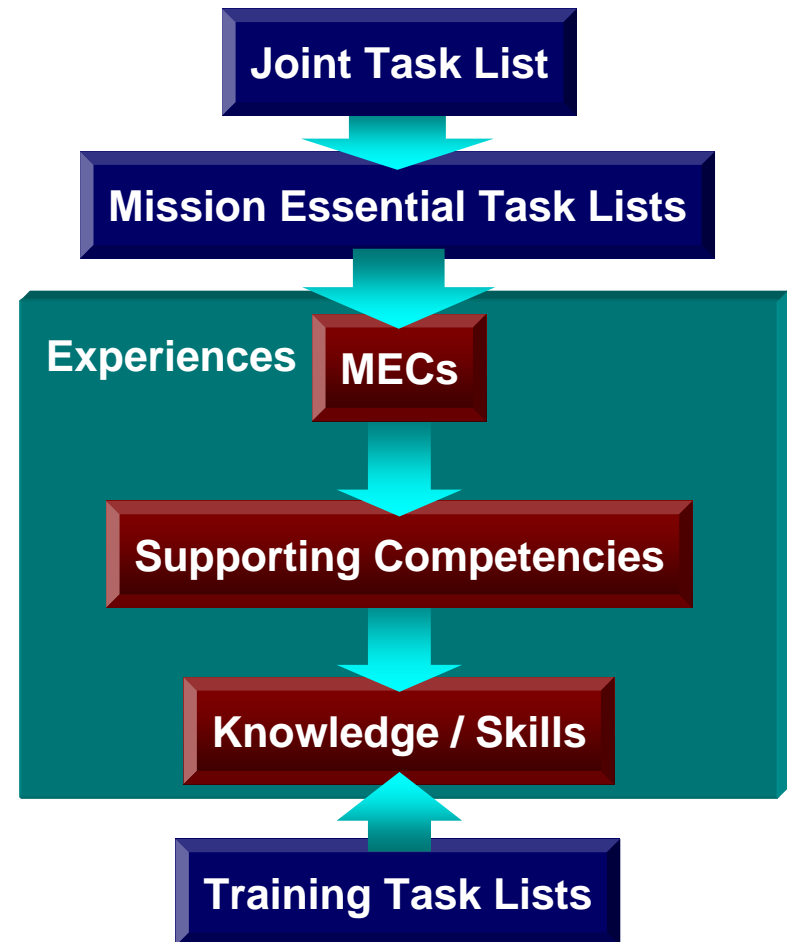 Joint Task List
Mission Essential Task Lists
Experiences
MECs
Supporting Competencies
Knowledge / Skills
Training Task Lists